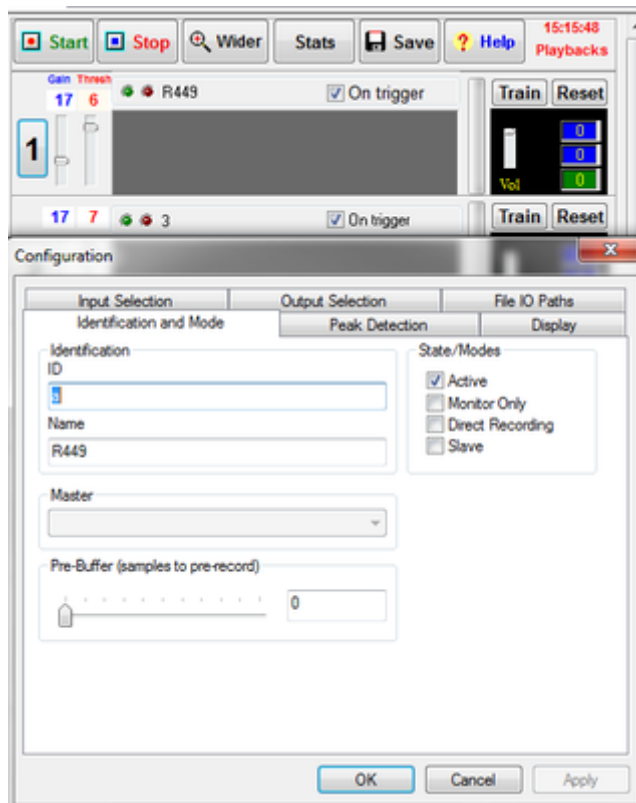 Start Stop Wider Stats Save ? Help 15:15:48
Playbacks
Gain Thresh
17 6 R449 On trigger Train Reset
1
0
0
Vol 0
17 7 3 On trigger Train Reset
Configuration x
Input Selection Output Selection File IO Paths
Identification and Mode Peak Detection Display
Identification State/Modes
ID
Active
Monitor Only
Name
Direct Recording
R449
Slave
Master
Pre-Buffer (samples to pre-record)
0
OK Cancel Apply